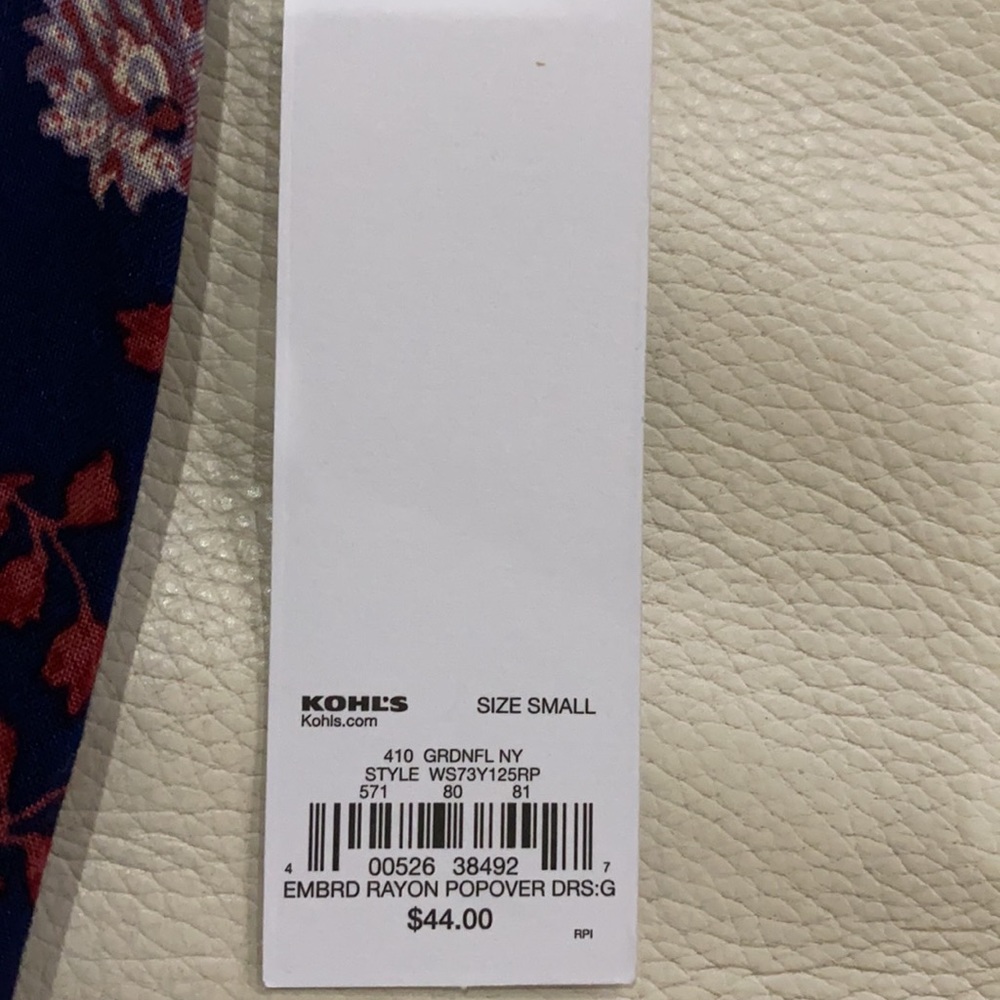 KOHL'S SIZE SMALL
Kohls.com
410 GRDNFL NY
STYLE WS73Y125RP
571 80 81
4 00526 38492 7
EMBRD RAYON POPOVER DRS:G
$44.00
RPI